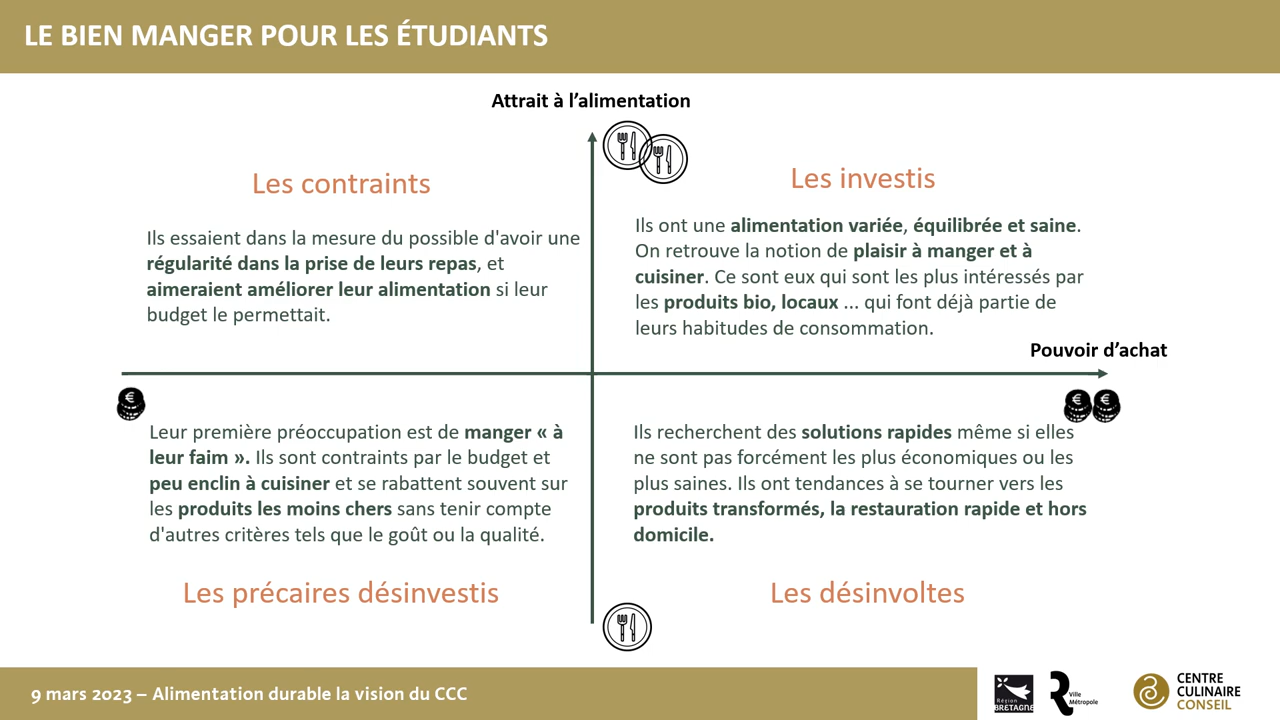 LE BIEN MANGER POUR LES ÉTUDIANTS
Attrait à l'alimentation
Les contraints
Ils essaient dans la mesure du possible d'avoir une
régularité dans la prise de leurs repas, et
aimeraient améliorer leur alimentation si leur
budget le permettait.
Les investis
Ils ont une alimentation variée, équilibrée et saine.
On retrouve la notion de plaisir à manger et à
cuisiner. Ce sont eux qui sont les plus intéressés par
les produits bio, locaux ... qui font déjà partie de
leurs habitudes de consommation.
Pouvoir d'achat
Leur première préoccupation est de manger « à
leur faim ». Ils sont contraints par le budget et
peu enclin à cuisiner et se rabattent souvent sur
les produits les moins chers sans tenir compte
d'autres critères tels que le goût ou la qualité.
Les précaires désinvestis
Ils recherchent des solutions rapides même si elles
ne sont pas forcément les plus économiques ou les
plus saines. Ils ont tendances à se tourner vers les
produits transformés, la restauration rapide et hors
domicile.
Les désinvoltes
9 mars 2023 – Alimentation durable la vision du CCC
Région
BRETAGNE
R
Ville
Métropole
CENTRE
CULINAIRE
CONSEIL